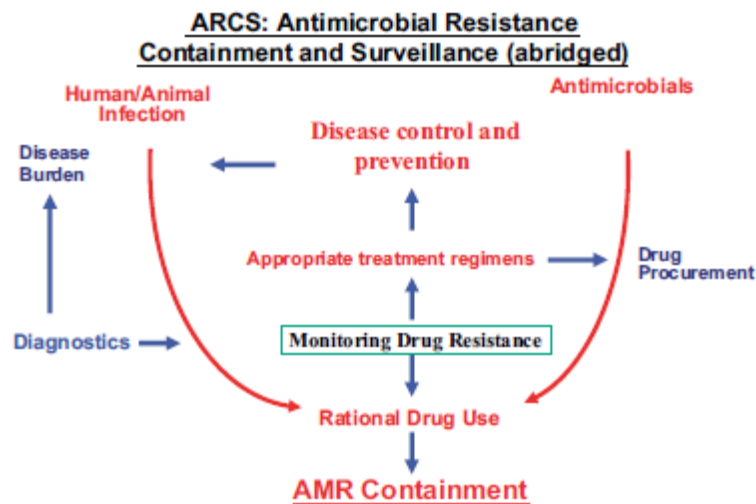 ARCS: Antimicrobial Resistance
Containment and Surveillance (abridged)
Human/Animal
Infection
Antimicrobials
Disease control and
prevention
Disease
Burden
Appropriate treatment regimens
Drug
Procurement
Diagnostics
Monitoring Drug Resistance
Rational Drug Use
AMR Containment